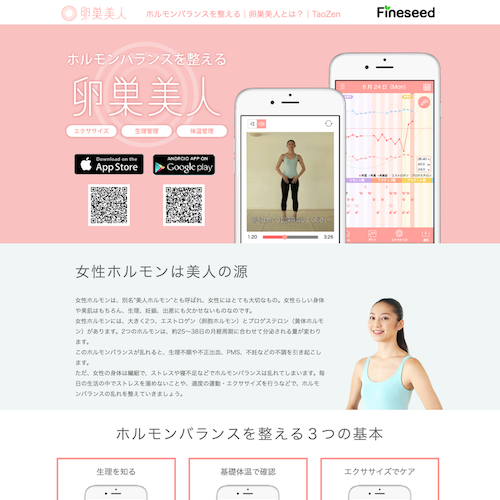 卵巣美人
ホルモンバランスを整える｜卵巣美人とは？｜TaoZen
Fineseed
ホルモンバランスを整える
卵巣美人
エクササイズ
生理管理
体温管理
Download on the
App Store
ANDROID APP ON
Google play
1:20
3:26
8月 24日 (Mon)
女性ホルモンは美人の源
女性ホルモンは、別名“美人ホルモン”とも呼ばれ、女性にはとても大切なもの。女性らしい身体
や美肌はもちろん、生理、妊娠、出産にも欠かせないものなのです。
女性ホルモンには、大きく2つ、エストロゲン（卵胞ホルモン）とプロゲステロン（黄体ホルモ
ン）があります。2つのホルモンは、約25〜38日の月経周期に合わせて分泌される量が変わりま
す。
このホルモンバランスが乱れると、生理不順や不正出血、PMS、不妊などの不調を引き起こしま
す。
ただ、女性の身体は繊細で、ストレスや寝不足などでホルモンバランスは乱れてしまいます。毎
日の生活の中でストレスを溜めないことや、適度の運動・エクササイズを行うなどで、ホルモ
ンバランスの乱れを整えていきましょう。
ホルモンバランスを整える３つの基本
生理を知る
基礎体温で確認
エクササイズでケア